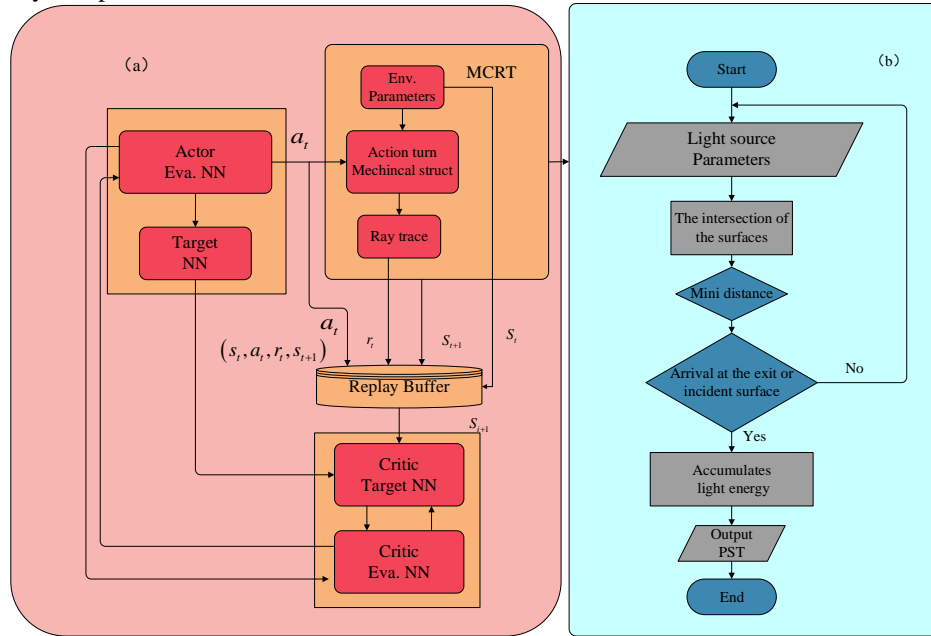 (a)
MCRT
Env.
Parameters
a_t
Actor
Eva. NN
Action turn
Mechincal struct
Target
NN
Ray trace
a_t
r_t
S_{t+1}
S_t
(s_t, a_t, r_t, s_{t+1})
Replay Buffer
S_{i+1}
Critic
Target NN
Critic
Eva. NN
(b)
Start
Light source
Parameters
The intersection of
the surfaces
Mini distance
Arrival at the exit or
incident surface
No
Yes
Accumulates
light energy
Output
PST
End